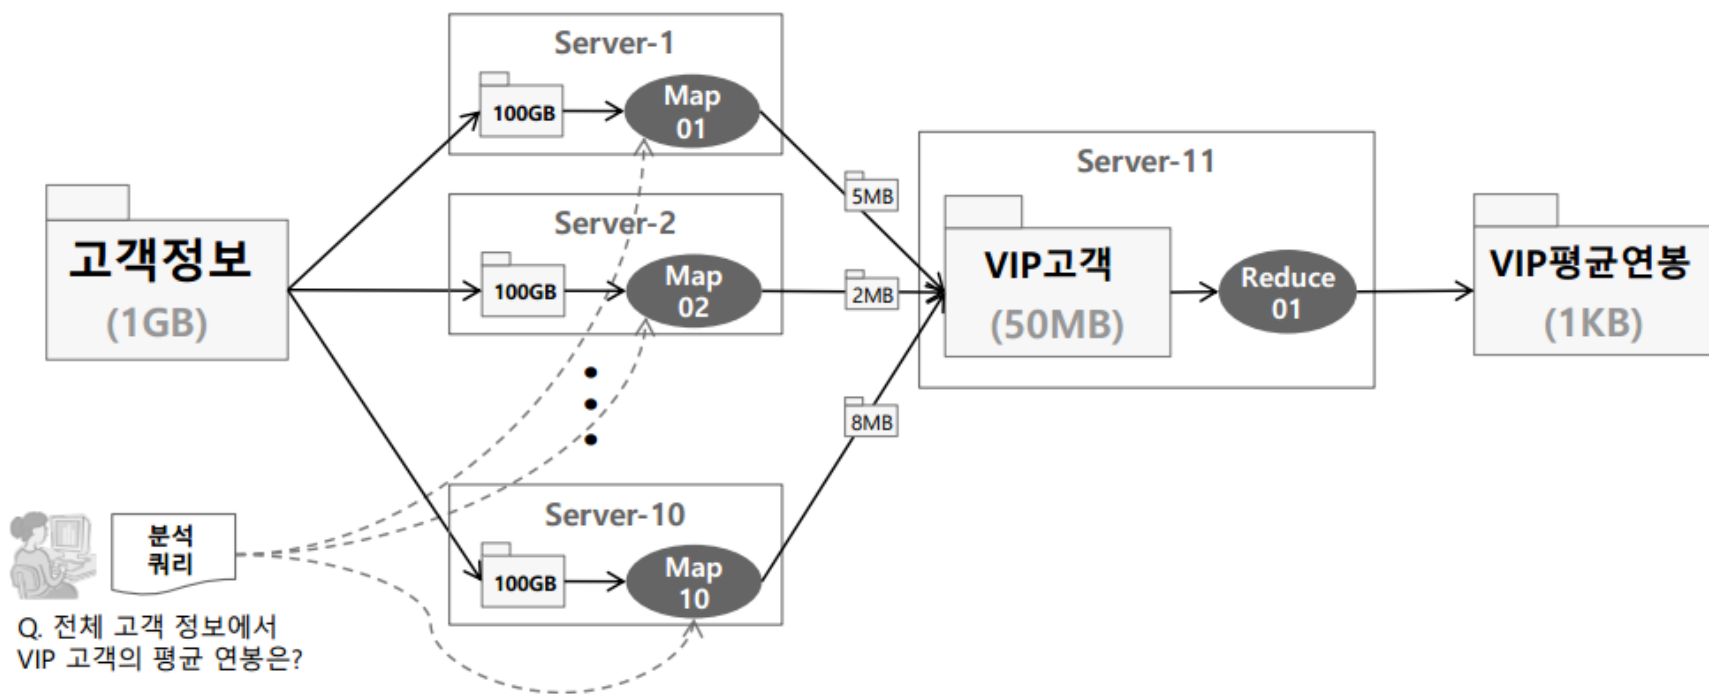 고객정보
(1GB)
Server-1
100GB
Map
01
Server-2
100GB
Map
02
Server-10
100GB
Map
10
5MB
2MB
8MB
Server-11
VIP고객
(50MB)
Reduce
01
VIP평균연봉
(1KB)
분석
쿼리
Q. 전체 고객 정보에서
VIP 고객의 평균 연봉은?